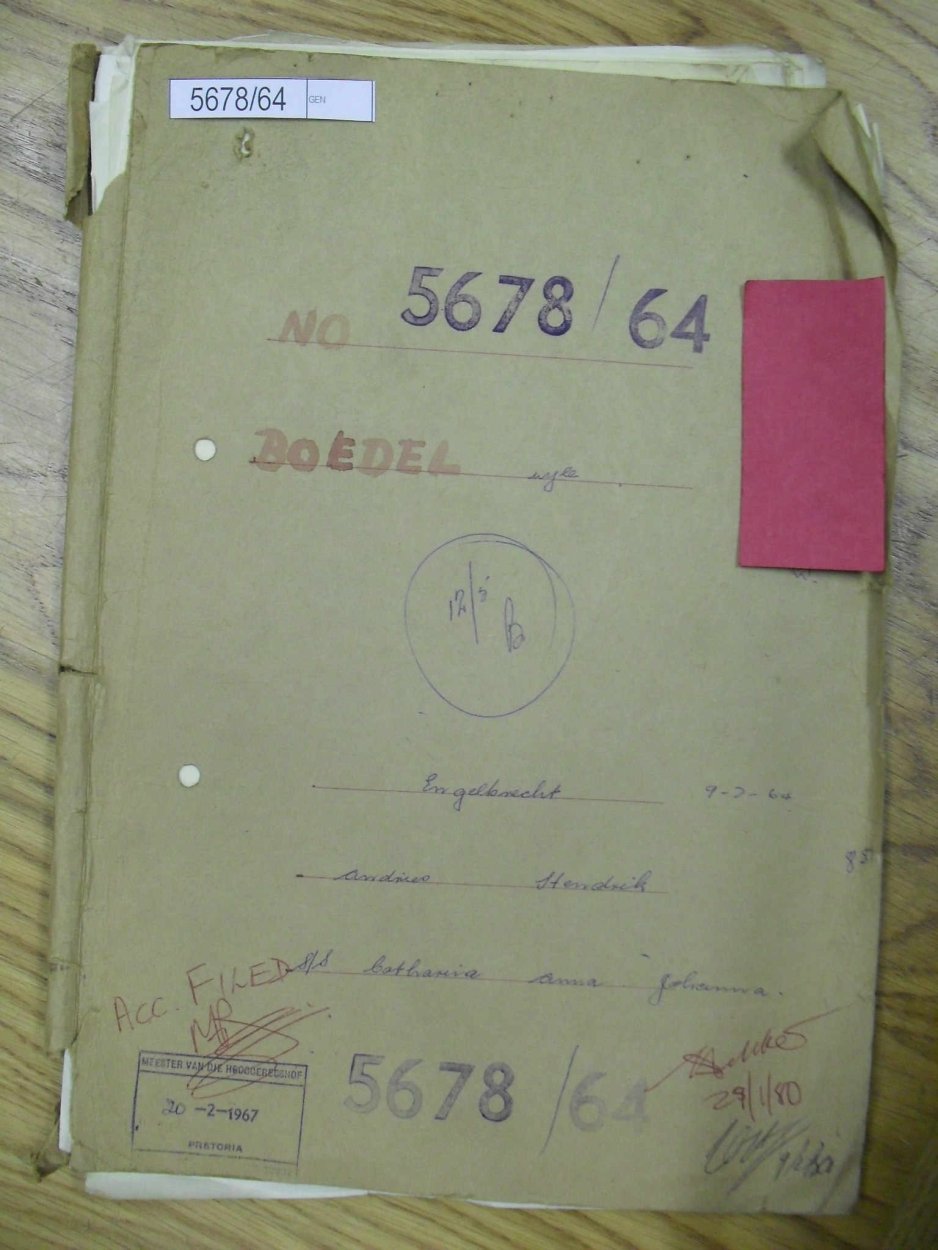 5678/64 GEN
NO 5678/64
BOEDEL wyle
12/5 B
Engelbrecht 9-7-64
Andries Hendrik
85
S/S Catharina Anna Johanna.
ACC. FILED
MEESTER VAN DIE HOOGGEREGSHOF
20-2-1967
PRETORIA
5678/64
29/1/80